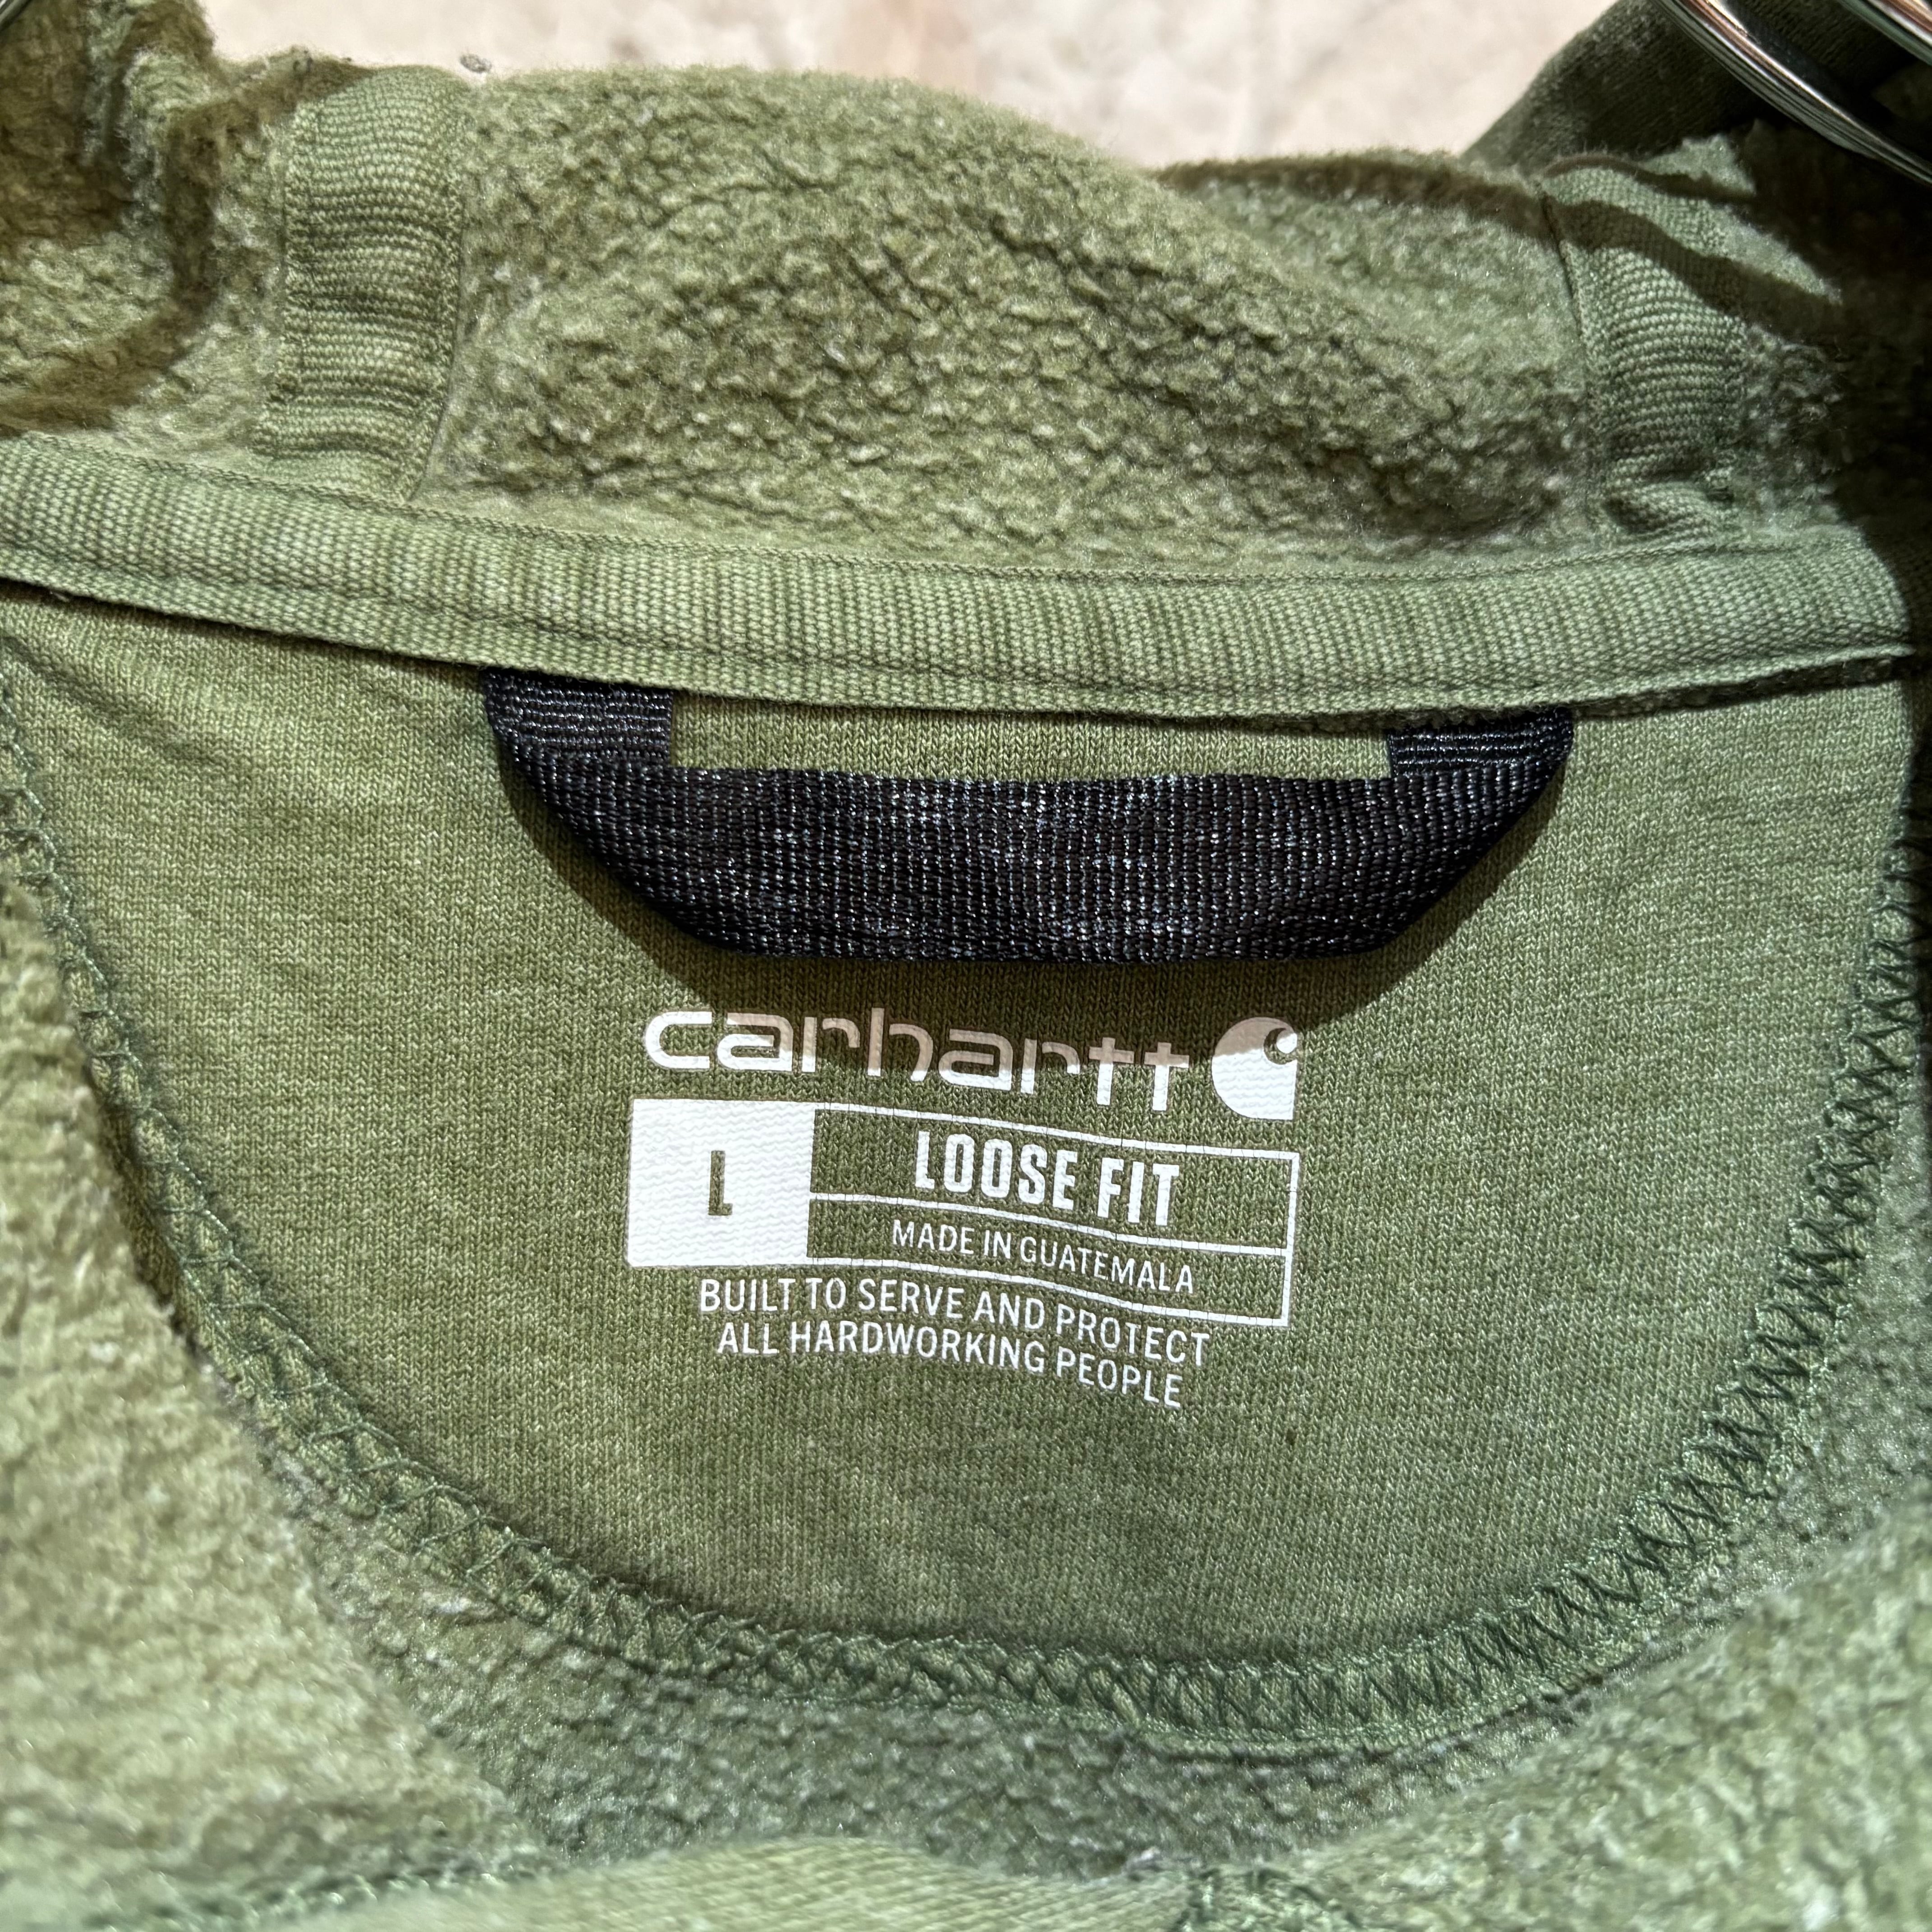 carhartt
L
LOOSE FIT
MADE IN GUATEMALA
BUILT TO SERVE AND PROTECT
ALL HARDWORKING PEOPLE